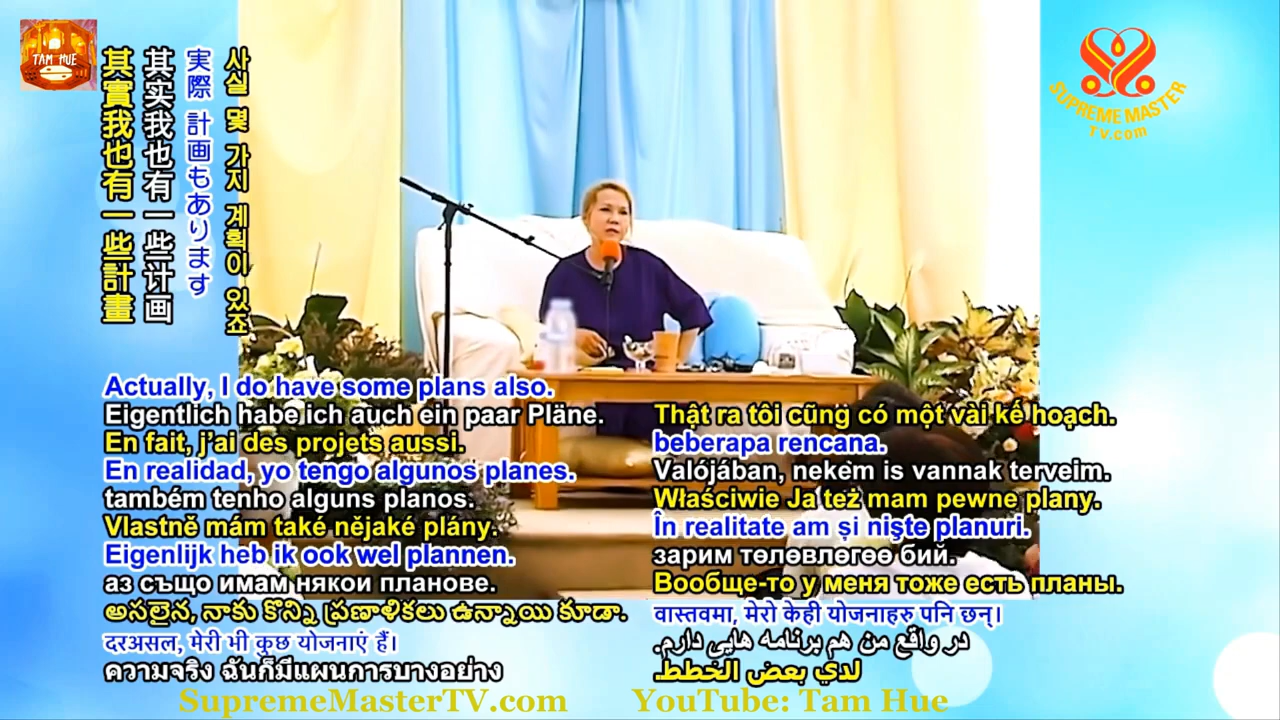 TAM HUE
其實我也有一些計畫
其实我也有一些计画
実際 計画もあります
사실 몇 가지 계획이 있죠
SUPREME MASTER
TV.com
Actually, I do have some plans also.
Eigentlich habe ich auch ein paar Pläne.
En fait, j'ai des projets aussi.
En realidad, yo tengo algunos planes.
também tenho alguns planos.
Vlastně mám také nějaké plány.
Eigenlijk heb ik ook wel plannen.
аз също имам някои планове.
అసలైన, నాకు కొన్ని ప్రణాళికలు ఉన్నాయి కూడా.
दरअसल, मेरी भी कुछ योजनाएं हैं।
ความจริง ฉันก็มีแผนการบางอย่าง
Thật ra tôi cũng có một vài kế hoạch.
beberapa rencana.
Valójában, nekem is vannak terveim.
Właściwie Ja też mam pewne plany.
În realitate am și nişte planuri.
зарим төлөвлөгөө бий.
Вообще-то у меня тоже есть планы.
वास्तवमा, मेरो केही योजनाहरु पनि छन्।
در واقع من هم برنامه هایی دارم.
لدي بعض الخطط.
SupremeMasterTV.com YouTube: Tam Hue